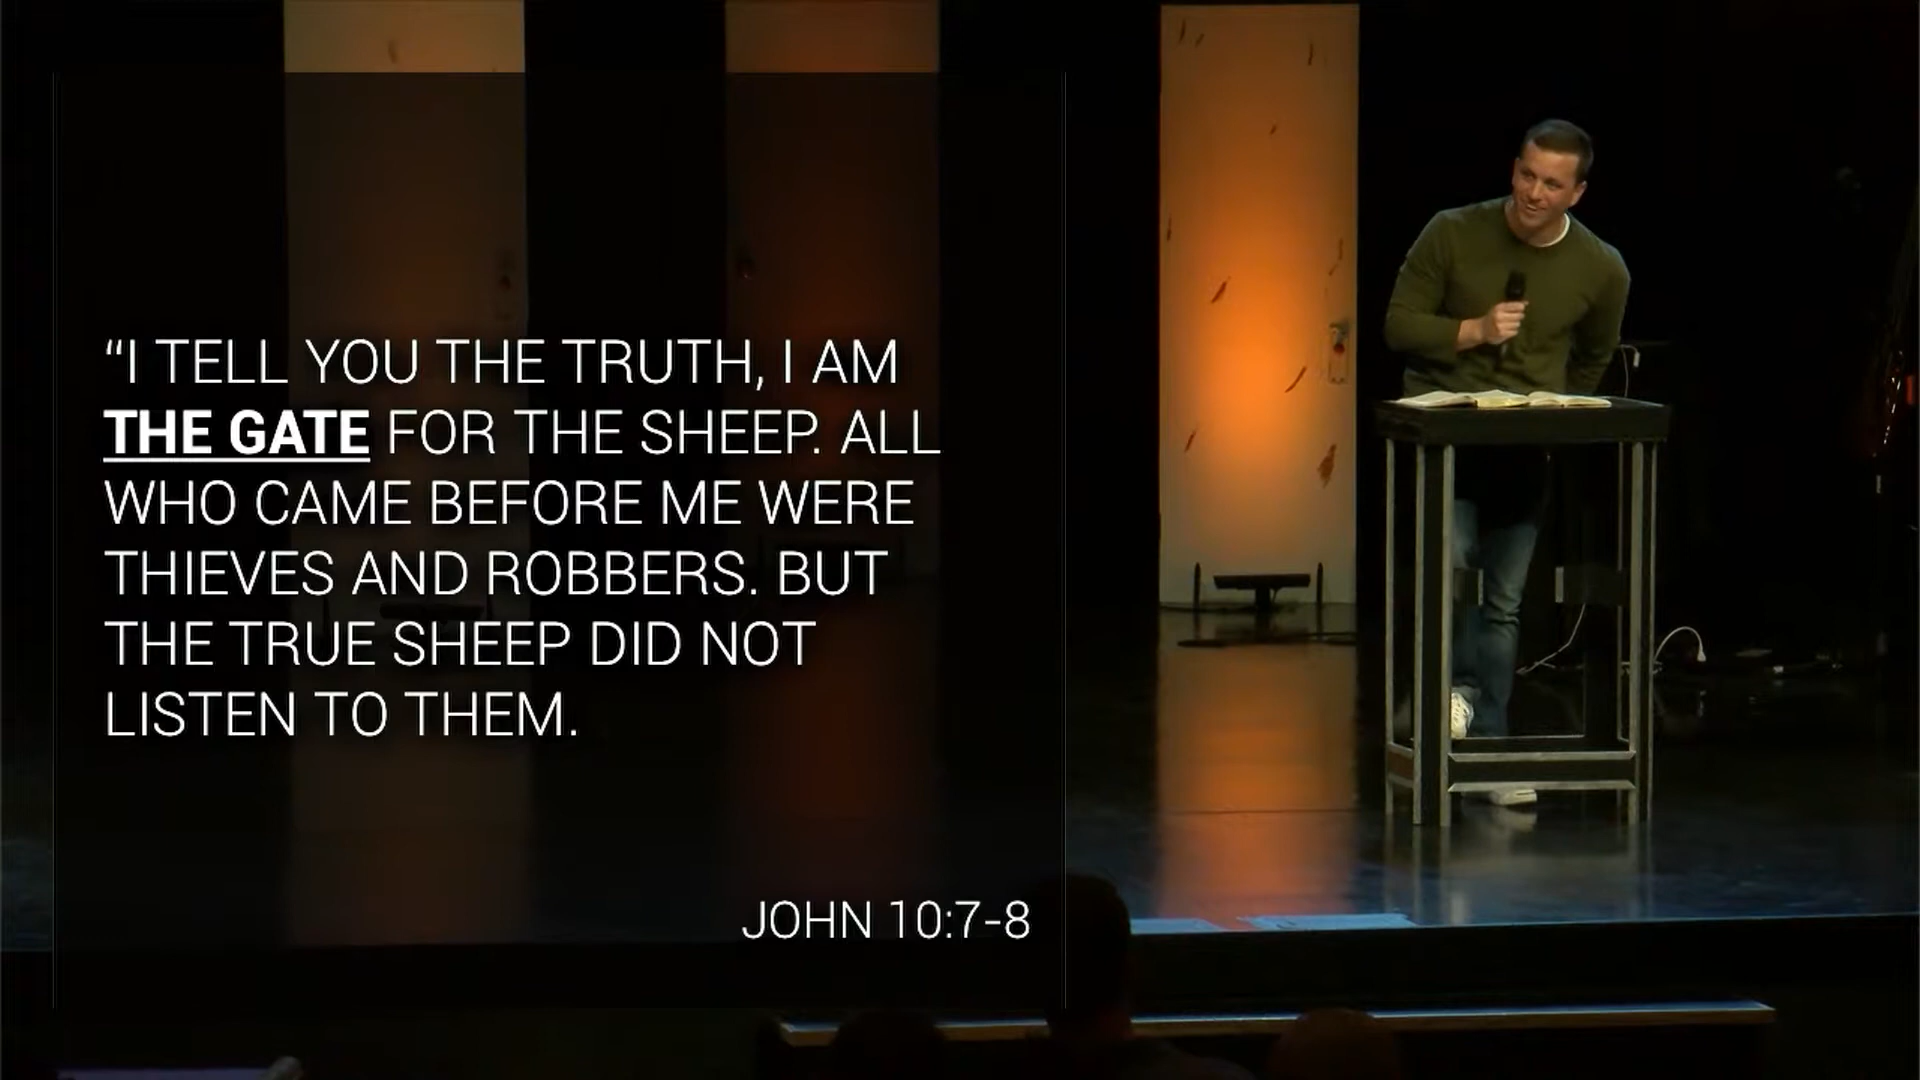 “I TELL YOU THE TRUTH, I AM
THE GATE FOR THE SHEEP. ALL
WHO CAME BEFORE ME WERE
THIEVES AND ROBBERS. BUT
THE TRUE SHEEP DID NOT
LISTEN TO THEM.
JOHN 10:7-8